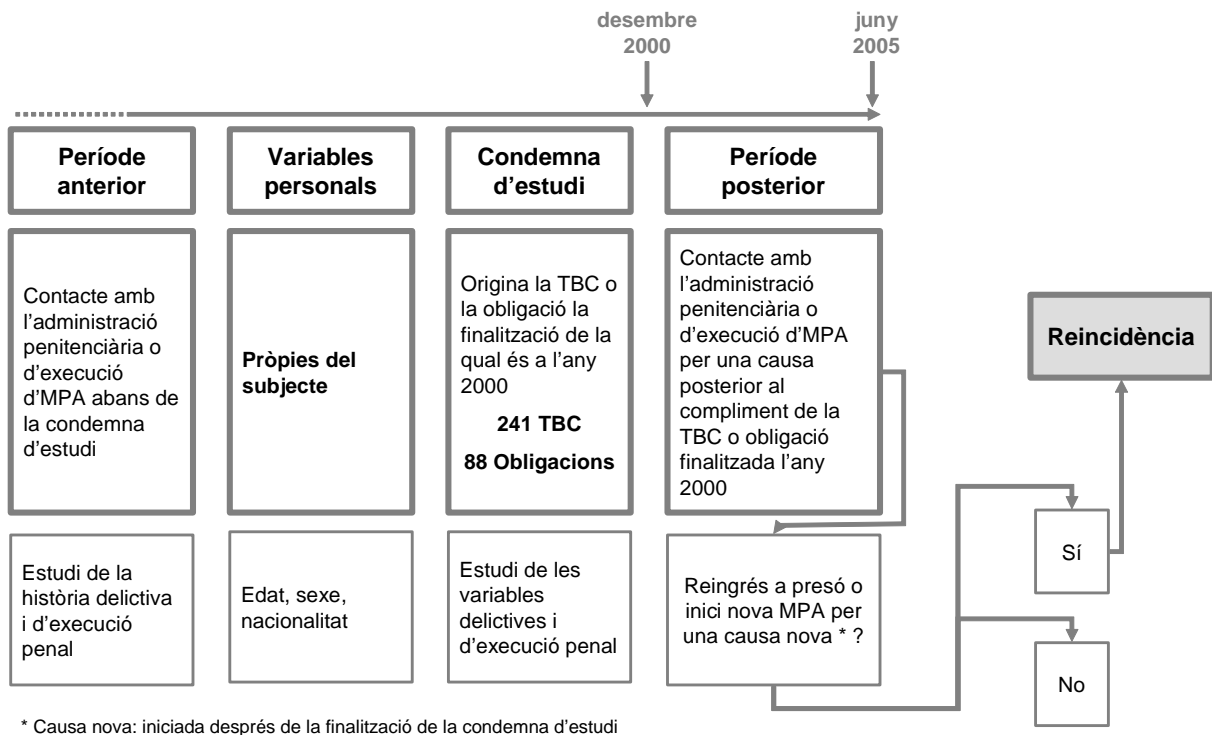 desembre
2000
juny
2005
Període
anterior
Variables
personals
Condemna
d’estudi
Període
posterior
Contacte amb
l’administració
penitenciària o
d’execució
d’MPA abans de
la condemna
d’estudi
Pròpies del
subjecte
Origina la TBC o
la obligació la
finalització de la
qual és a l’any
2000
241 TBC
88 Obligacions
Contacte amb
l’administració
penitenciària o
d’execució d’MPA
per una causa
posterior al
compliment de la
TBC o obligació
finalitzada l’any
2000
Reincidència
Estudi de la
història delictiva
i d’execució
penal
Edat, sexe,
nacionalitat
Estudi de les
variables
delictives i
d’execució penal
Reingrés a presó o
inici nova MPA per
una causa nova * ?
Sí
No
* Causa nova: iniciada després de la finalització de la condemna d’estudi